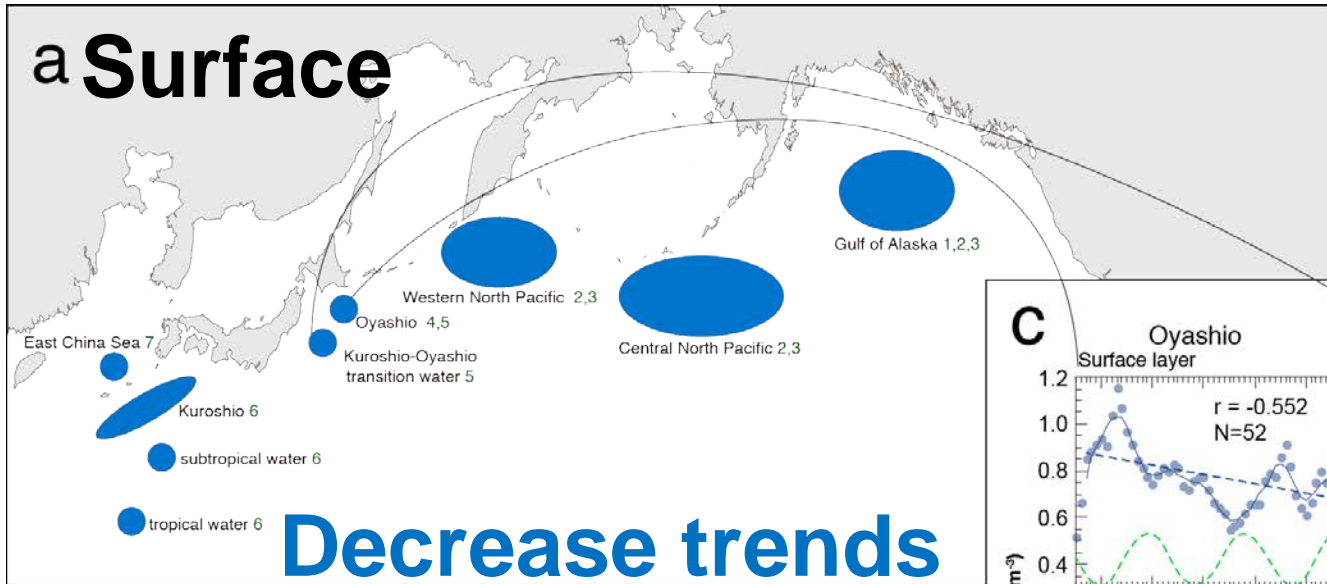 a Surface
Gulf of Alaska 1,2,3
Western North Pacific 2,3
Oyashio 4,5
East China Sea 7
Kuroshio-Oyashio
transition water 5
Central North Pacific 2,3
Kuroshio 6
subtropical water 6
tropical water 6
Decrease trends
C
Oyashio
Surface layer
1.2
r = -0.552
N=52
1.0
0.8
0.6
0.4
m⁻³)